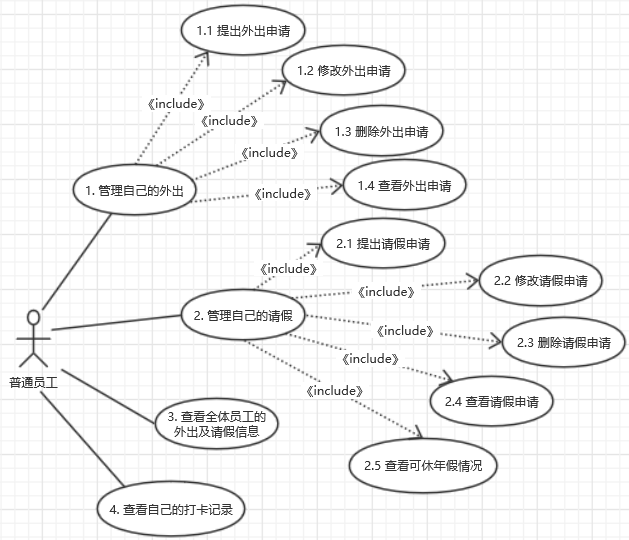 1.1 提出外出申请
1.2 修改外出申请
《include》
《include》
1.3 删除外出申请
《include》
1. 管理自己的外出
《include》
1.4 查看外出申请
2.1 提出请假申请
《include》
2.2 修改请假申请
《include》
2. 管理自己的请假
《include》
2.3 删除请假申请
《include》
普通员工
《include》
2.4 查看请假申请
3. 查看全体员工的
外出及请假信息
2.5 查看可休年假情况
4. 查看自己的打卡记录